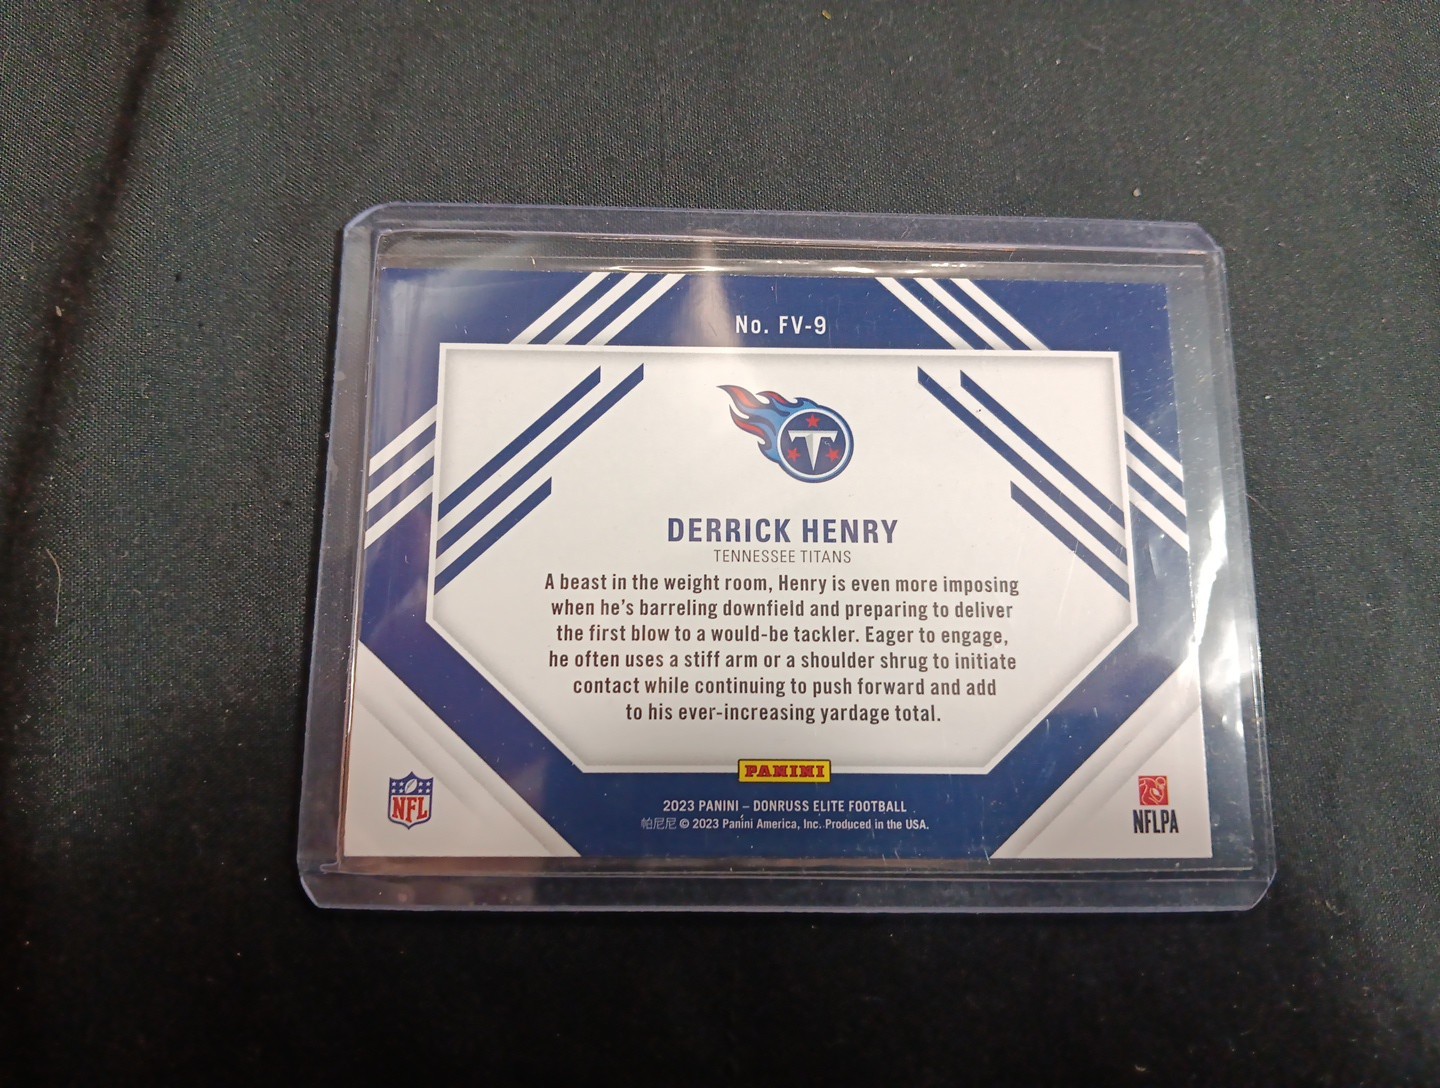 No. FV-9
T
DERRICK HENRY
TENNESSEE TITANS
A beast in the weight room, Henry is even more imposing
when he's barreling downfield and preparing to deliver
the first blow to a would-be tackler. Eager to engage,
he often uses a stiff arm or a shoulder shrug to initiate
contact while continuing to push forward and add
to his ever-increasing yardage total.
PANINI
NFL
2023 PANINI – DONRUSS ELITE FOOTBALL
帕尼尼 © 2023 Panini America, Inc. Produced in the USA.
NFLPA